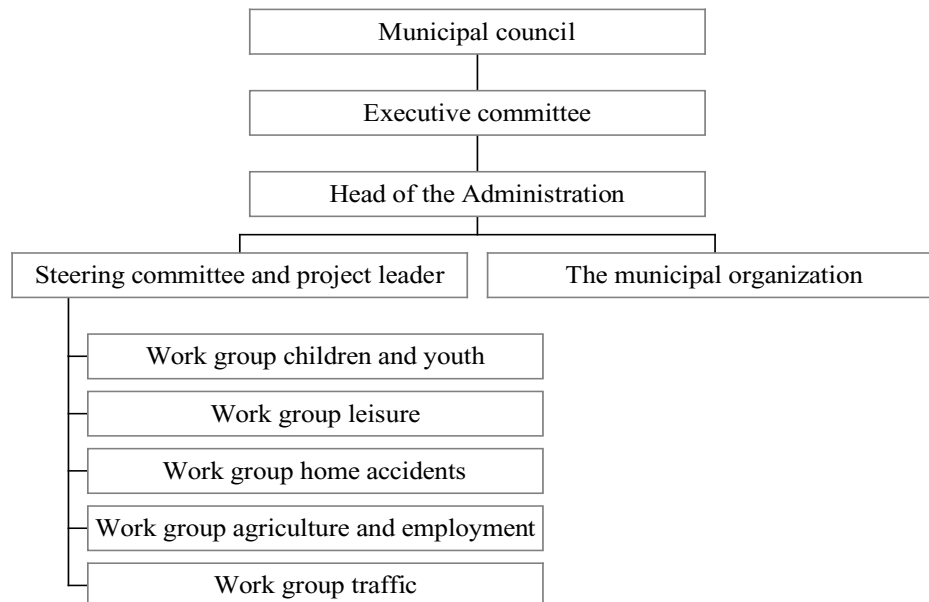 Municipal council
Executive committee
Head of the Administration
Steering committee and project leader
The municipal organization
Work group children and youth
Work group leisure
Work group home accidents
Work group agriculture and employment
Work group traffic